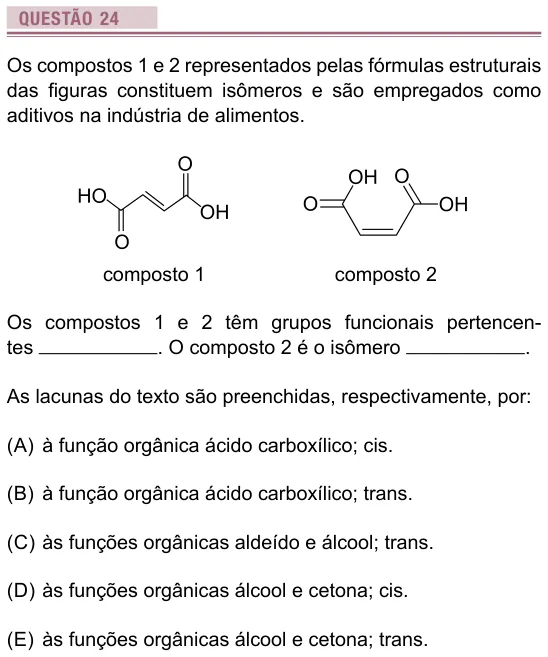 QUESTÃO 24
Os compostos 1 e 2 representados pelas fórmulas estruturais
das figuras constituem isômeros e são empregados como
aditivos na indústria de alimentos.
HO
O
O
OH
O
OH
O
OH
composto 1
composto 2
Os compostos 1 e 2 têm grupos funcionais pertencen-
tes ____________. O composto 2 é o isômero ____________.
As lacunas do texto são preenchidas, respectivamente, por:
(A) à função orgânica ácido carboxílico; cis.
(B) à função orgânica ácido carboxílico; trans.
(C) às funções orgânicas aldeído e álcool; trans.
(D) às funções orgânicas álcool e cetona; cis.
(E) às funções orgânicas álcool e cetona; trans.